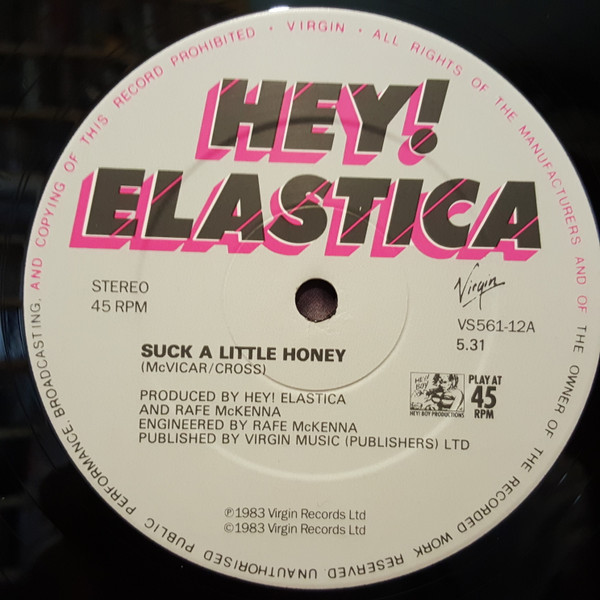 HEY!
ELASTICA
STEREO
45 RPM
Virgin
VS561-12A
5.31
SUCK A LITTLE HONEY
(McVICAR/CROSS)
PRODUCED BY HEY! ELASTICA
AND RAFE McKENNA
ENGINEERED BY RAFE McKENNA
PUBLISHED BY VIRGIN MUSIC (PUBLISHERS) LTD
HEY!
BOY
HEY! BOY PRODUCTIONS
PLAY AT
45
RPM
℗1983 Virgin Records Ltd
©1983 Virgin Records Ltd
• VIRGIN • ALL RIGHTS OF THE MANUFACTURERS AND OF THE OWNER OF THE RECORDED WORK RESERVED. UNAUTHORISED PUBLIC PERFORMANCE, BROADCASTING, AND COPYING OF THIS RECORD PROHIBITED